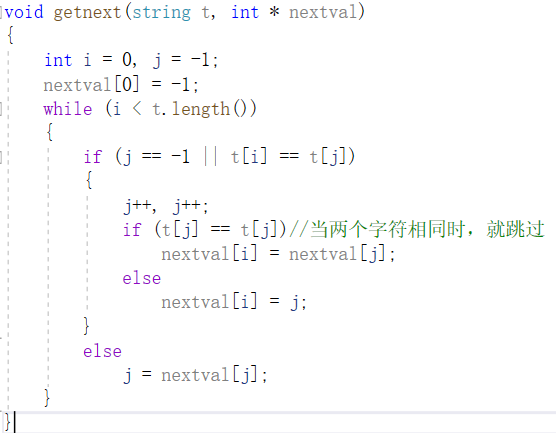 void getnext(string t, int * nextval)
{
int i = 0, j = -1;
nextval[0] = -1;
while (i < t.length())
{
if (j == -1 || t[i] == t[j])
{
j++, j++;
if (t[j] == t[j])//当两个字符相同时，就跳过
nextval[i] = nextval[j];
else
nextval[i] = j;
}
else
j = nextval[j];
}
}